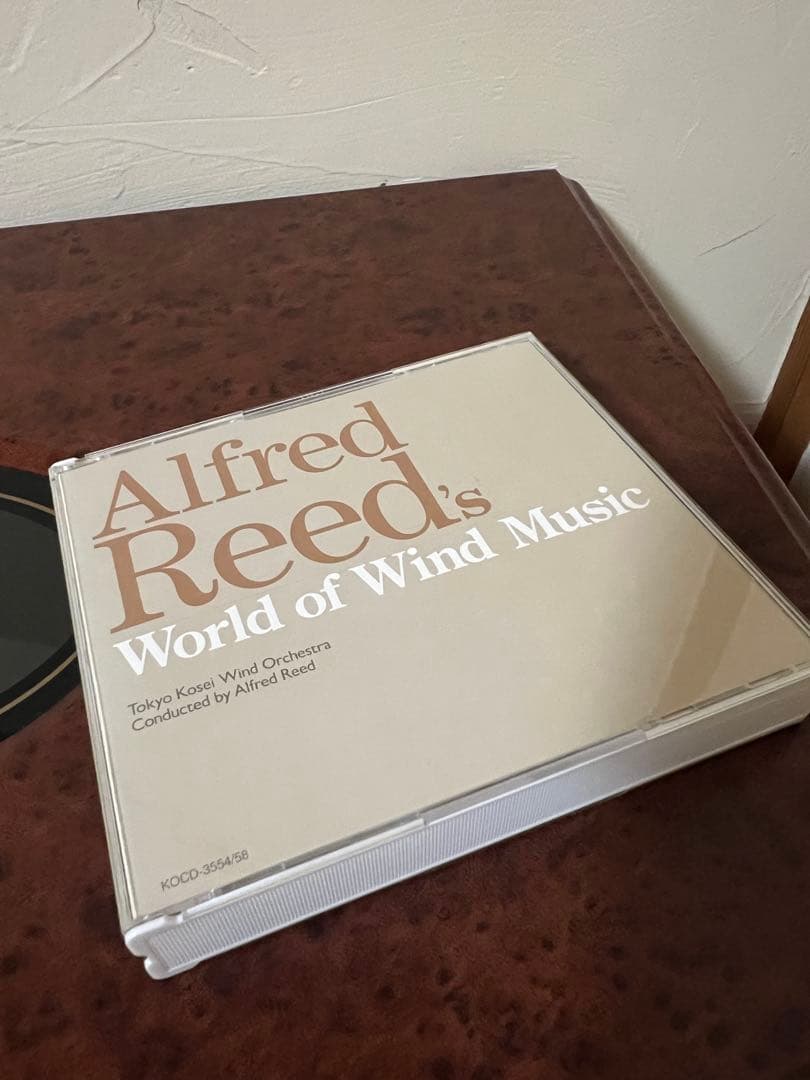 Alfred
Reed's
World of Wind Music
Tokyo Kosei Wind Orchestra
Conducted by Alfred Reed
KOCD-3554/58